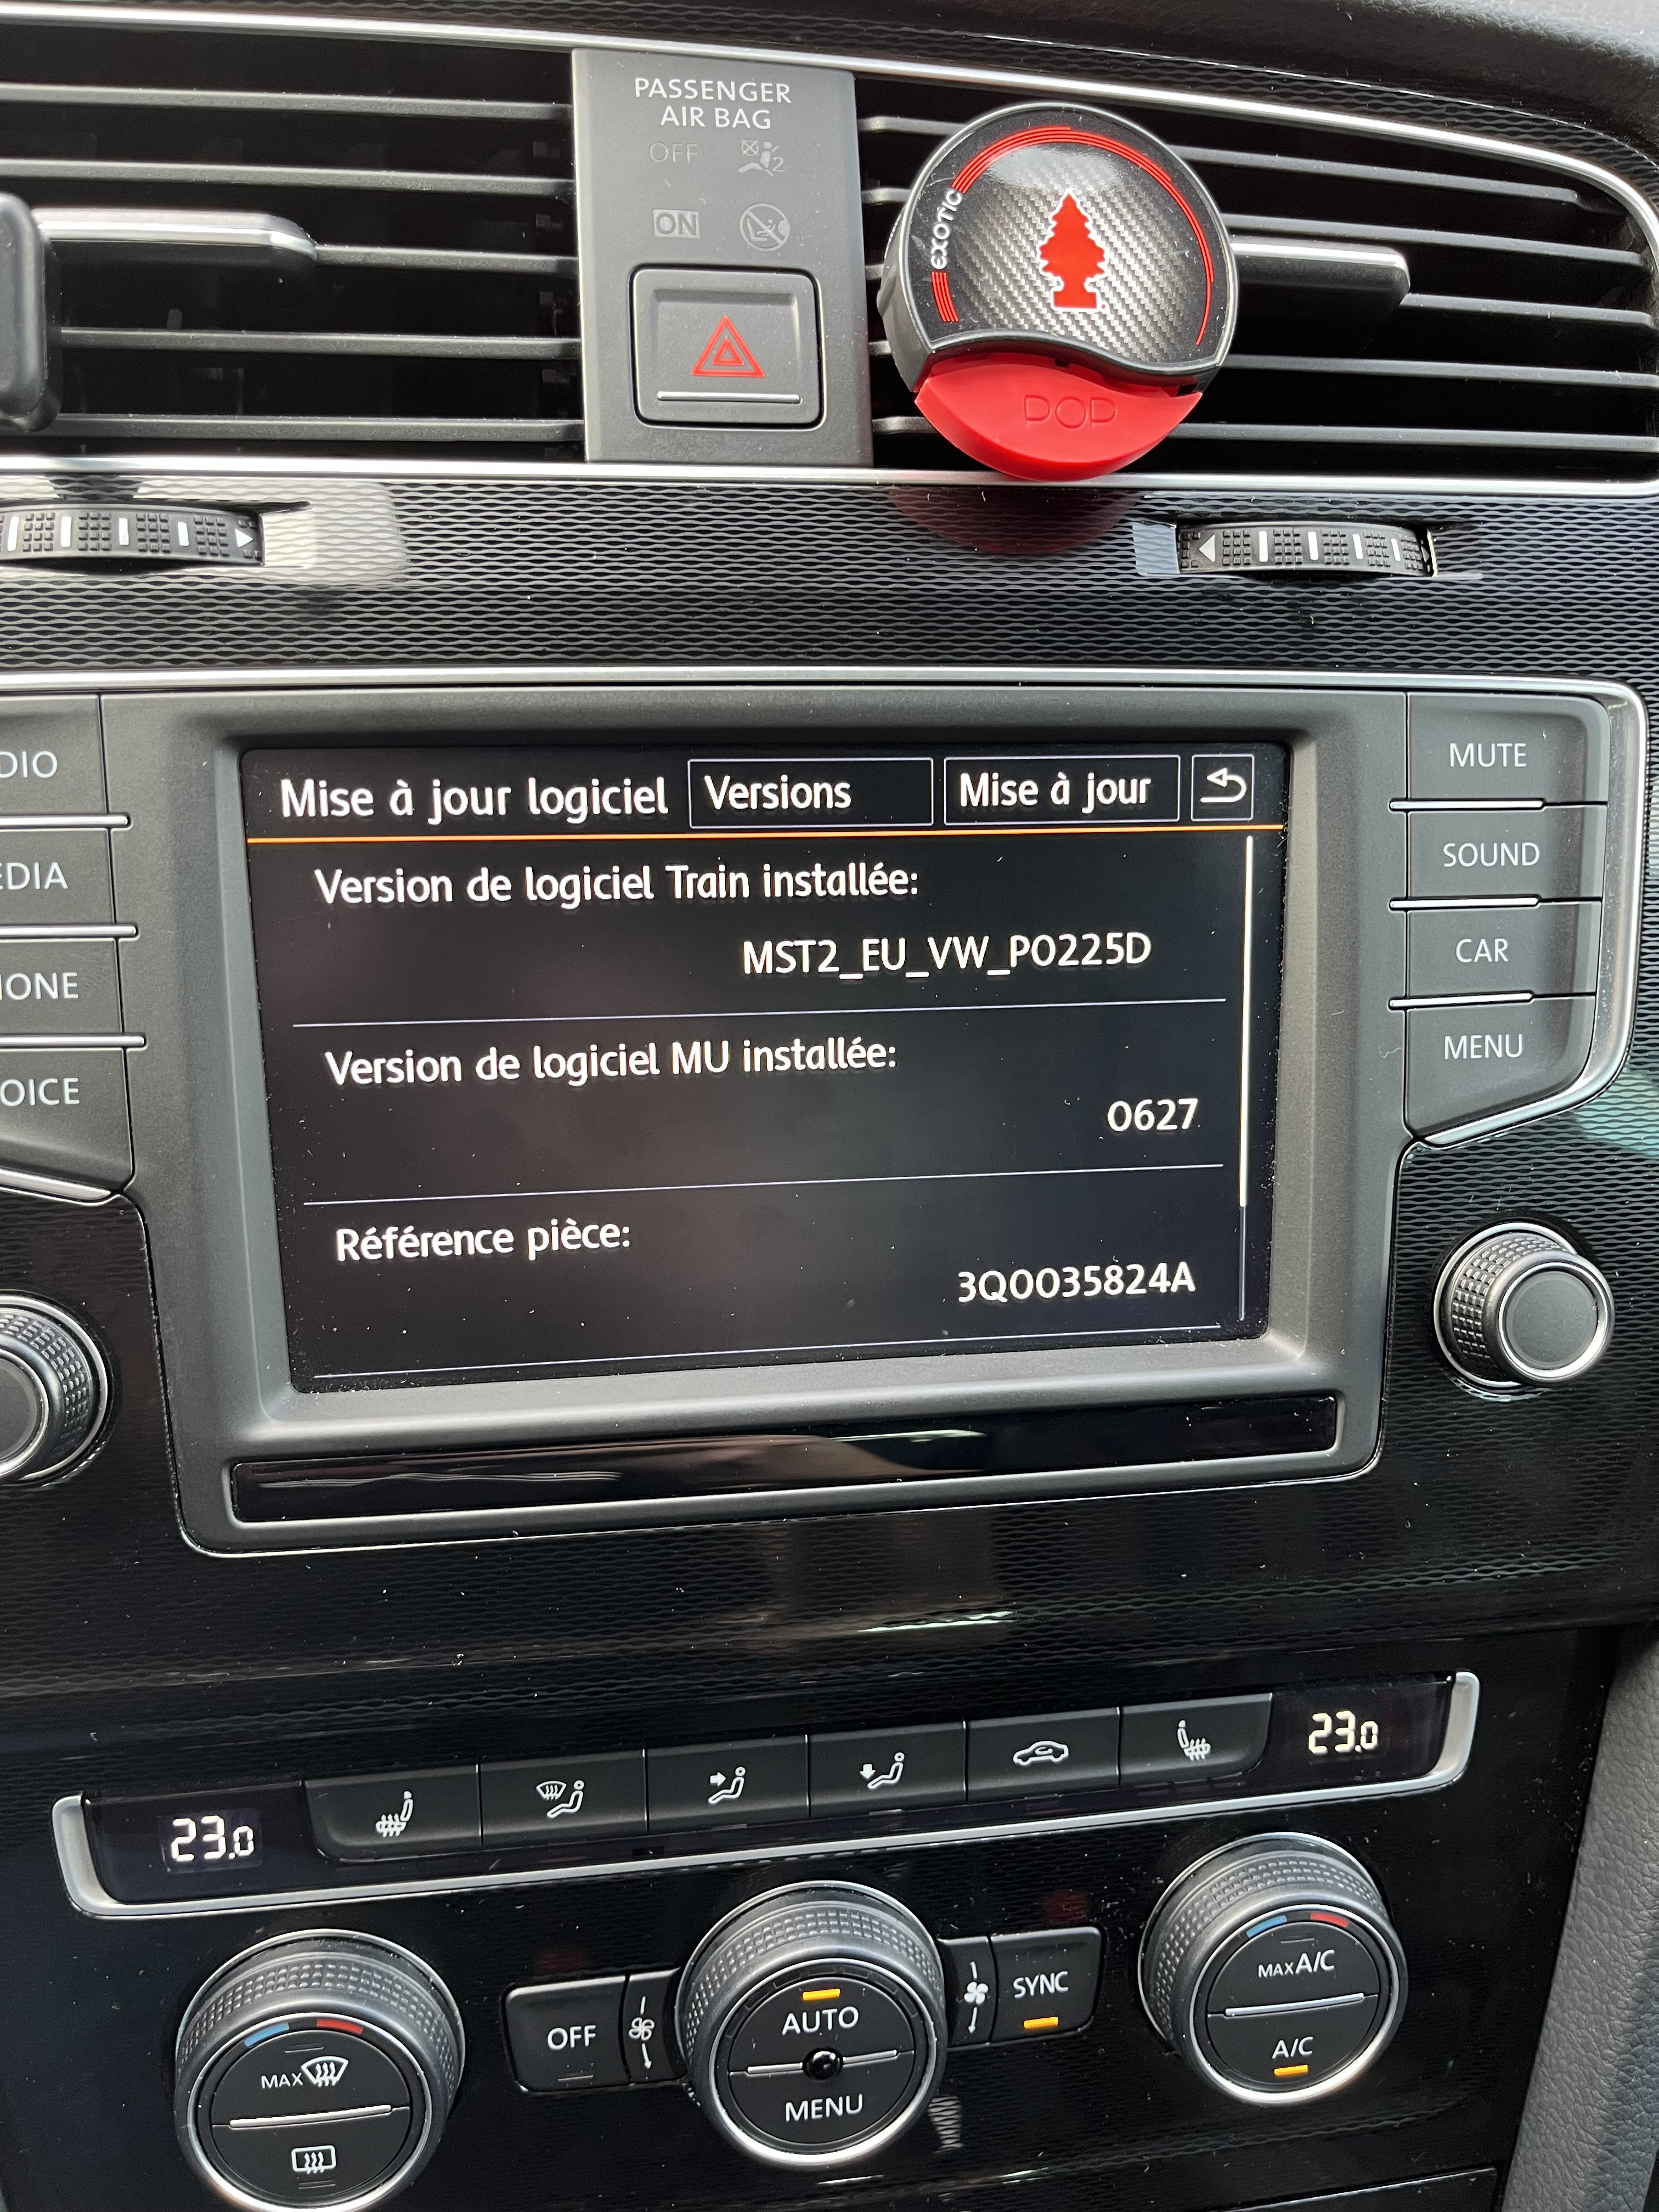 PASSENGER
AIR BAG
OFF
2
ON
EXOTIC
POP
DIO
EDIA
HONE
OICE
Mise à jour logiciel
Versions
Mise à jour
Version de logiciel Train installée:
MST2_EU_VW_P0225D
Version de logiciel MU installée:
0627
Référence pièce:
3Q0035824A
MUTE
SOUND
CAR
MENU
23.0
23.0
MAX
OFF
AUTO
MENU
SYNC
MAX A/C
A/C